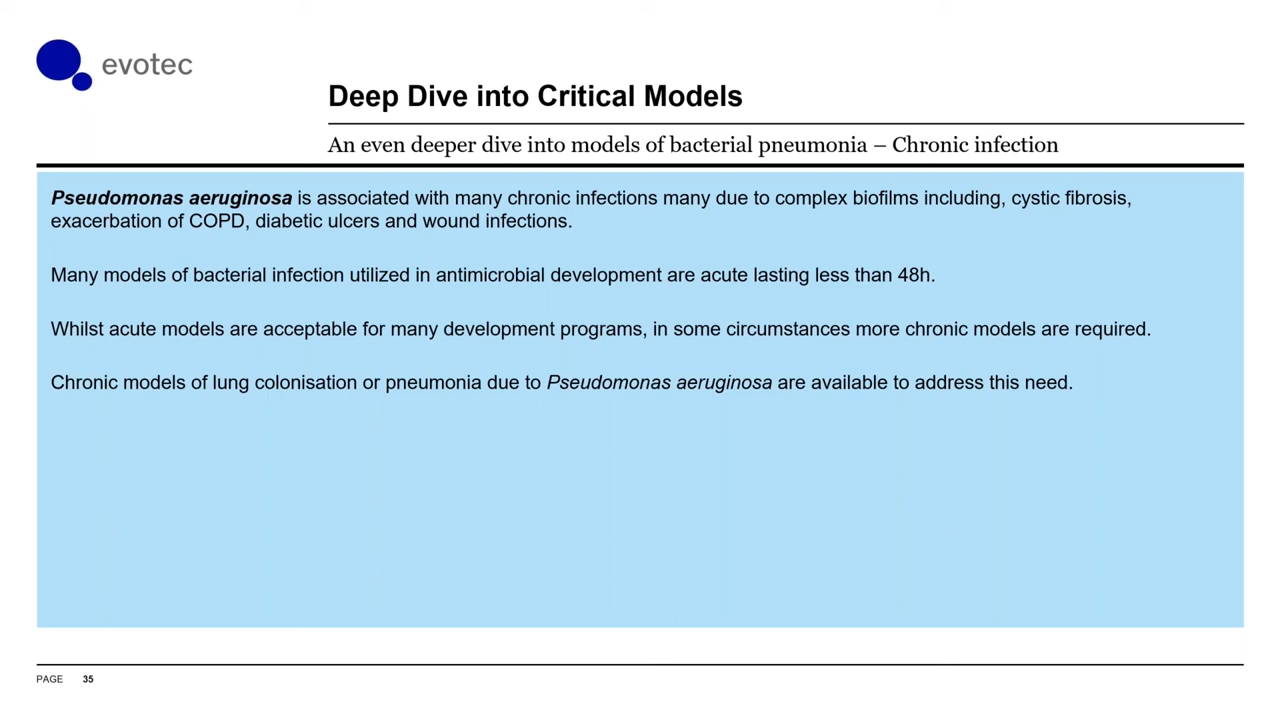 evotec
Deep Dive into Critical Models
An even deeper dive into models of bacterial pneumonia – Chronic infection
Pseudomonas aeruginosa is associated with many chronic infections many due to complex biofilms including, cystic fibrosis,
exacerbation of COPD, diabetic ulcers and wound infections.
Many models of bacterial infection utilized in antimicrobial development are acute lasting less than 48h.
Whilst acute models are acceptable for many development programs, in some circumstances more chronic models are required.
Chronic models of lung colonisation or pneumonia due to Pseudomonas aeruginosa are available to address this need.
PAGE 35